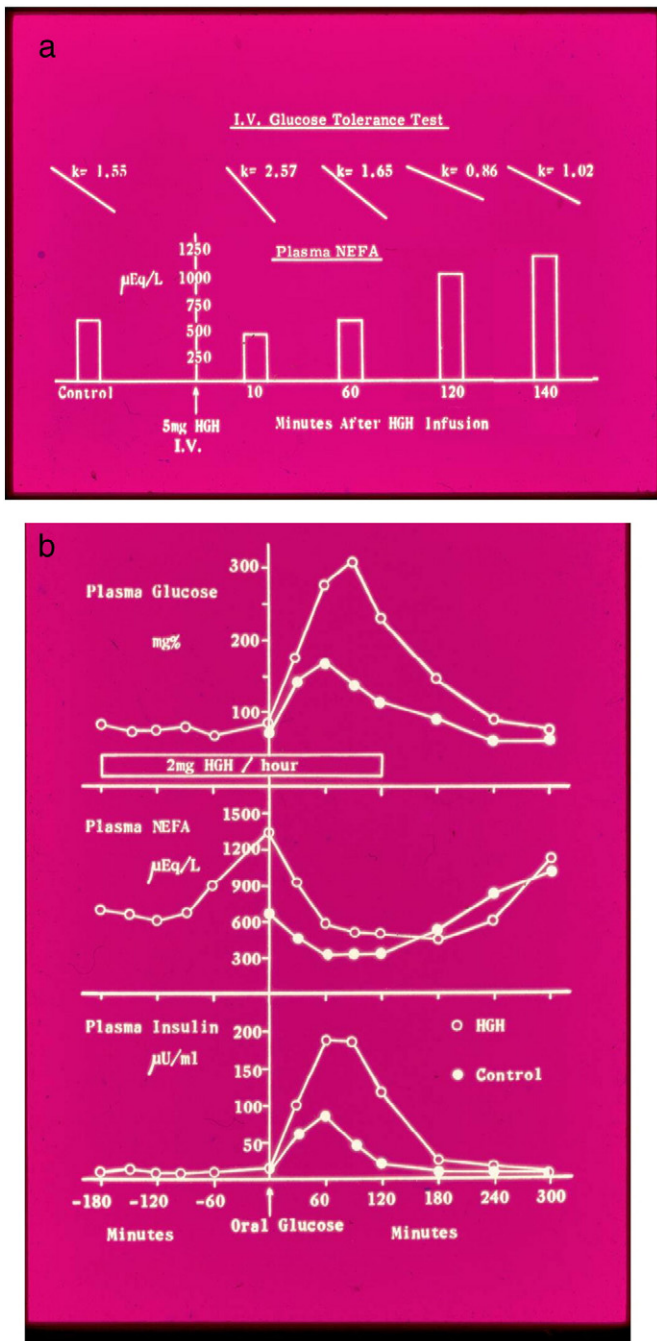 a
I.V. Glucose Tolerance Test
k= 1.55 k= 2.57 k= 1.65 k= 0.86 k= 1.02
Plasma NEFA
µEq/L
1250
1000
750
500
250
Control 10 60 120 140
5mg HGH I.V.
Minutes After HGH Infusion
b
Plasma Glucose
mg%
300
200
100
2mg HGH / hour
Plasma NEFA
µEq/L
1500
1200
900
600
300
Plasma Insulin
µU/ml
200
150
100
50
HGH
Control
-180 -120 -60 60 120 180 240 300
Minutes Oral Glucose Minutes